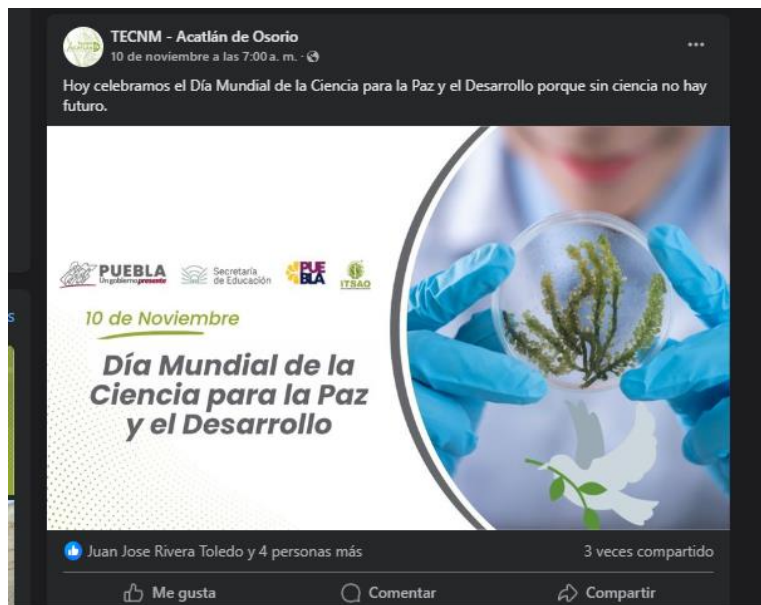 TECNM - Acatlán de Osorio
10 de noviembre a las 7:00 a. m. ·
Hoy celebramos el Día Mundial de la Ciencia para la Paz y el Desarrollo porque sin ciencia no hay
futuro.
PUEBLA
Un gobierno presente
Secretaría
de Educación
PUE
BLA
ITSAO
10 de Noviembre
Día Mundial de la
Ciencia para la Paz
y el Desarrollo
Juan Jose Rivera Toledo y 4 personas más
3 veces compartido
Me gusta
Comentar
Compartir